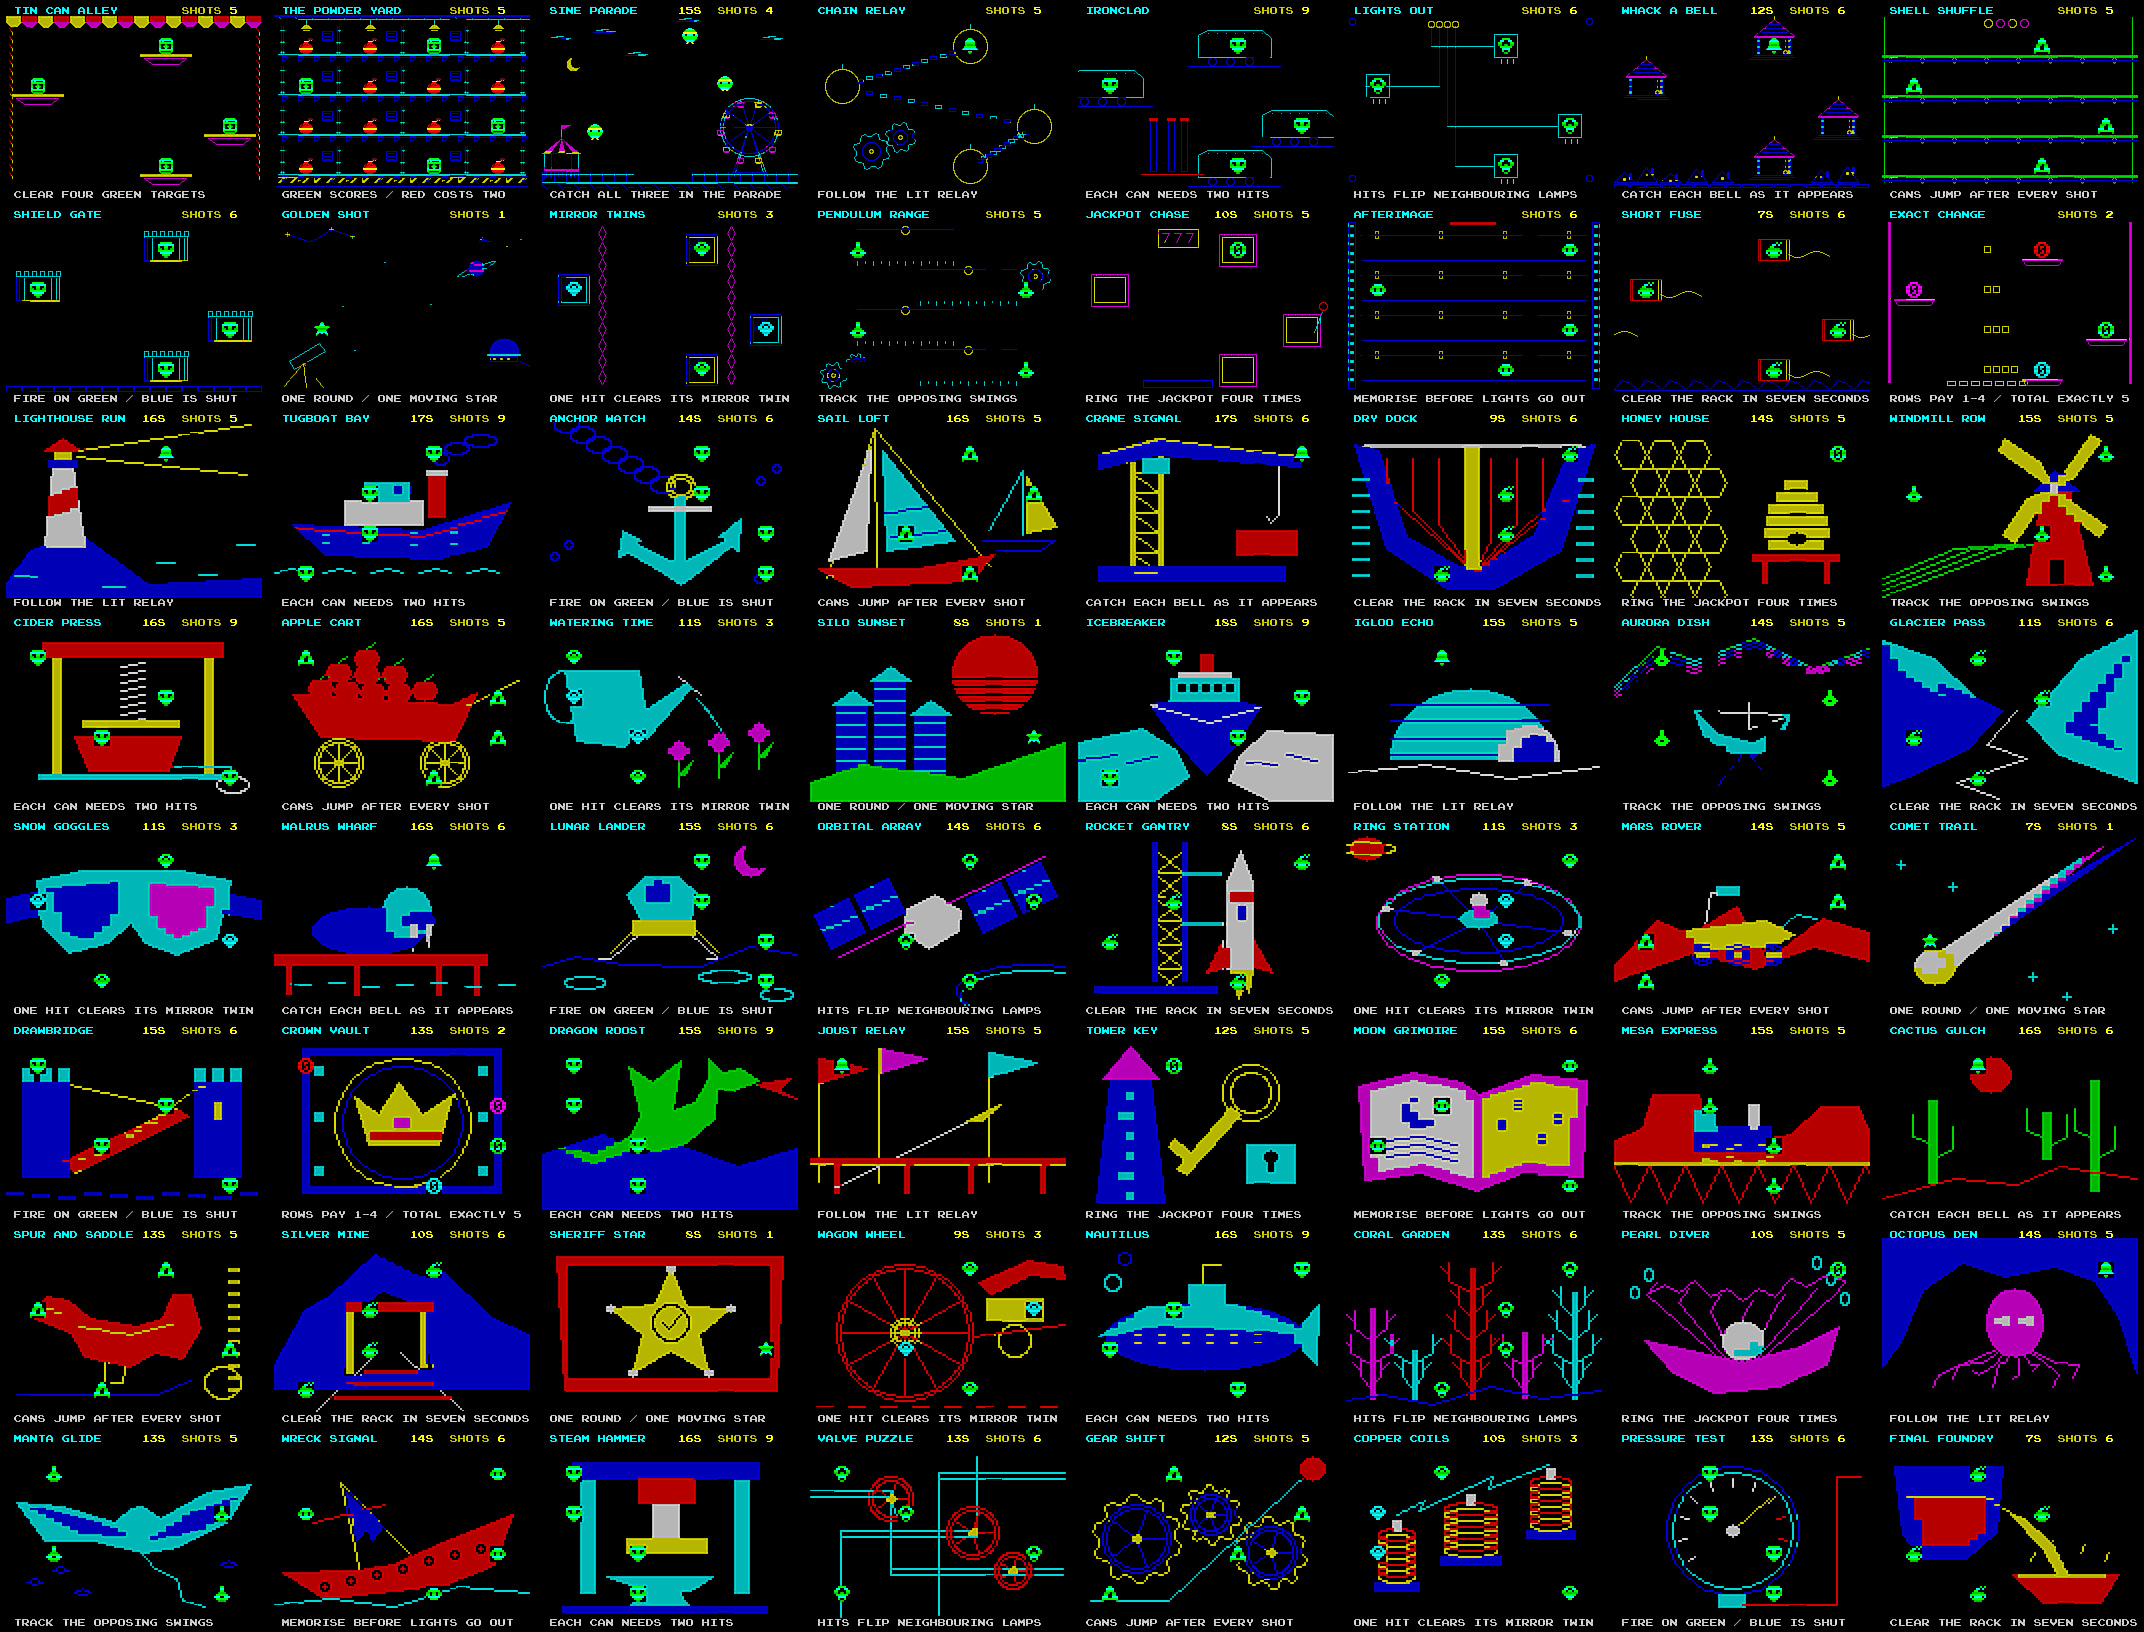 TIN CAN ALLEY SHOTS 5
CLEAR FOUR GREEN TARGETS
THE POWDER YARD SHOTS 5
GREEN SCORES / RED COSTS TWO
SINE PARADE 15S SHOTS 4
CATCH ALL THREE IN THE PARADE
CHAIN RELAY SHOTS 5
FOLLOW THE LIT RELAY
IRONCLAD SHOTS 9
EACH CAN NEEDS TWO HITS
LIGHTS OUT SHOTS 6
HITS FLIP NEIGHBOURING LAMPS
WHACK A BELL 12S SHOTS 6
CATCH EACH BELL AS IT APPEARS
SHELL SHUFFLE SHOTS 5
CANS JUMP AFTER EVERY SHOT
SHIELD GATE SHOTS 6
FIRE ON GREEN / BLUE IS SHUT
GOLDEN SHOT SHOTS 1
ONE ROUND / ONE MOVING STAR
MIRROR TWINS SHOTS 3
ONE HIT CLEARS ITS MIRROR TWIN
PENDULUM RANGE SHOTS 5
TRACK THE OPPOSING SWINGS
JACKPOT CHASE 10S SHOTS 5
777
RING THE JACKPOT FOUR TIMES
AFTERIMAGE SHOTS 6
MEMORISE BEFORE LIGHTS GO OUT
SHORT FUSE 7S SHOTS 6
CLEAR THE RACK IN SEVEN SECONDS
EXACT CHANGE SHOTS 2
ROWS PAY 1-4 / TOTAL EXACTLY 5
LIGHTHOUSE RUN 16S SHOTS 5
FOLLOW THE LIT RELAY
TUGBOAT BAY 17S SHOTS 9
EACH CAN NEEDS TWO HITS
ANCHOR WATCH 14S SHOTS 6
FIRE ON GREEN / BLUE IS SHUT
SAIL LOFT 16S SHOTS 5
CANS JUMP AFTER EVERY SHOT
CRANE SIGNAL 17S SHOTS 6
CATCH EACH BELL AS IT APPEARS
DRY DOCK 9S SHOTS 6
CLEAR THE RACK IN SEVEN SECONDS
HONEY HOUSE 14S SHOTS 5
RING THE JACKPOT FOUR TIMES
WINDMILL ROW 15S SHOTS 5
TRACK THE OPPOSING SWINGS
CIDER PRESS 16S SHOTS 9
EACH CAN NEEDS TWO HITS
APPLE CART 16S SHOTS 5
CANS JUMP AFTER EVERY SHOT
WATERING TIME 11S SHOTS 3
ONE HIT CLEARS ITS MIRROR TWIN
SILO SUNSET 8S SHOTS 1
ONE ROUND / ONE MOVING STAR
ICEBREAKER 18S SHOTS 9
EACH CAN NEEDS TWO HITS
IGLOO ECHO 15S SHOTS 5
FOLLOW THE LIT RELAY
AURORA DISH 14S SHOTS 5
TRACK THE OPPOSING SWINGS
GLACIER PASS 11S SHOTS 6
CLEAR THE RACK IN SEVEN SECONDS
SNOW GOGGLES 11S SHOTS 3
ONE HIT CLEARS ITS MIRROR TWIN
WALRUS WHARF 16S SHOTS 6
CATCH EACH BELL AS IT APPEARS
LUNAR LANDER 15S SHOTS 6
FIRE ON GREEN / BLUE IS SHUT
ORBITAL ARRAY 14S SHOTS 6
HITS FLIP NEIGHBOURING LAMPS
ROCKET GANTRY 8S SHOTS 6
CLEAR THE RACK IN SEVEN SECONDS
RING STATION 11S SHOTS 3
ONE HIT CLEARS ITS MIRROR TWIN
MARS ROVER 14S SHOTS 5
CANS JUMP AFTER EVERY SHOT
COMET TRAIL 7S SHOTS 1
ONE ROUND / ONE MOVING STAR
DRAWBRIDGE 15S SHOTS 6
FIRE ON GREEN / BLUE IS SHUT
CROWN VAULT 13S SHOTS 2
ROWS PAY 1-4 / TOTAL EXACTLY 5
DRAGON ROOST 15S SHOTS 9
EACH CAN NEEDS TWO HITS
JOUST RELAY 15S SHOTS 5
FOLLOW THE LIT RELAY
TOWER KEY 12S SHOTS 5
RING THE JACKPOT FOUR TIMES
MOON GRIMOIRE 15S SHOTS 6
MEMORISE BEFORE LIGHTS GO OUT
MESA EXPRESS 15S SHOTS 5
TRACK THE OPPOSING SWINGS
CACTUS GULCH 16S SHOTS 6
CATCH EACH BELL AS IT APPEARS
SPUR AND SADDLE 13S SHOTS 5
CANS JUMP AFTER EVERY SHOT
SILVER MINE 10S SHOTS 6
CLEAR THE RACK IN SEVEN SECONDS
SHERIFF STAR 8S SHOTS 1
ONE ROUND / ONE MOVING STAR
WAGON WHEEL 9S SHOTS 3
ONE HIT CLEARS ITS MIRROR TWIN
NAUTILUS 16S SHOTS 9
EACH CAN NEEDS TWO HITS
CORAL GARDEN 13S SHOTS 6
HITS FLIP NEIGHBOURING LAMPS
PEARL DIVER 10S SHOTS 5
RING THE JACKPOT FOUR TIMES
OCTOPUS DEN 14S SHOTS 5
FOLLOW THE LIT RELAY
MANTA GLIDE 13S SHOTS 5
TRACK THE OPPOSING SWINGS
WRECK SIGNAL 14S SHOTS 6
MEMORISE BEFORE LIGHTS GO OUT
STEAM HAMMER 16S SHOTS 9
EACH CAN NEEDS TWO HITS
VALVE PUZZLE 13S SHOTS 6
HITS FLIP NEIGHBOURING LAMPS
GEAR SHIFT 12S SHOTS 5
CANS JUMP AFTER EVERY SHOT
COPPER COILS 10S SHOTS 3
ONE HIT CLEARS ITS MIRROR TWIN
PRESSURE TEST 13S SHOTS 6
FIRE ON GREEN / BLUE IS SHUT
FINAL FOUNDRY 7S SHOTS 6
CLEAR THE RACK IN SEVEN SECONDS